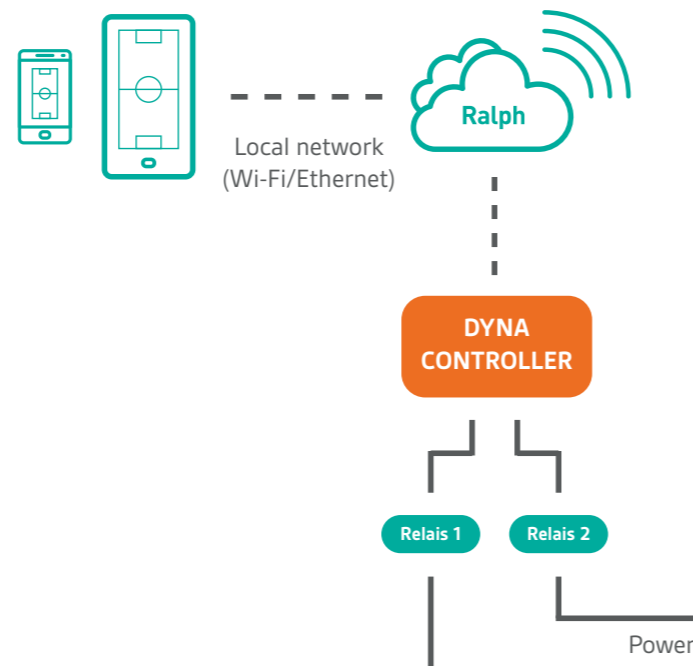 Ralph
Local network
(Wi-Fi/Ethernet)
DYNA
CONTROLLER
Relais 1
Relais 2
Power